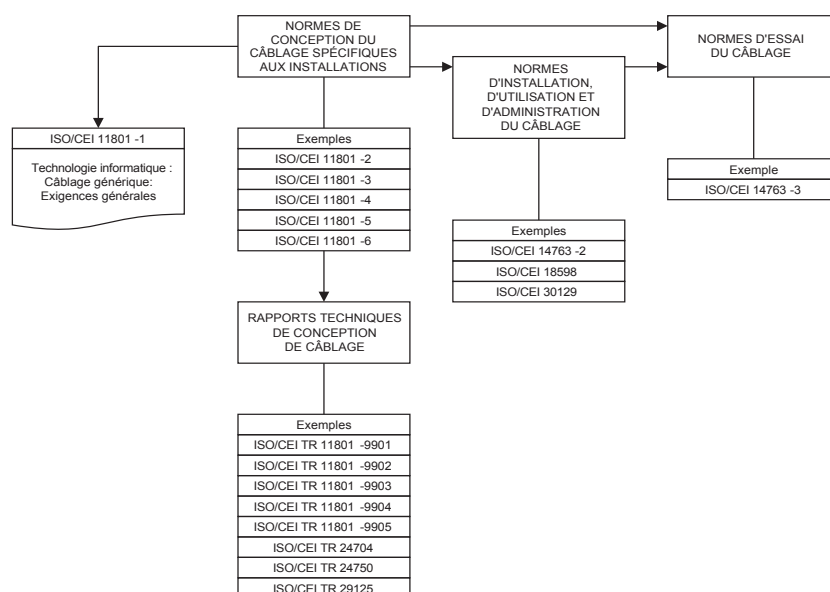 NORMES DE
CONCEPTION DU
CÂBLAGE SPÉCIFIQUES
AUX INSTALLATIONS
NORMES D'ESSAI
DU CÂBLAGE
NORMES
D'INSTALLATION,
D'UTILISATION ET
D'ADMINISTRATION
DU CÂBLAGE
ISO/CEI 11801 -1
Technologie informatique :
Câblage générique:
Exigences générales
Exemples
ISO/CEI 11801 -2
ISO/CEI 11801 -3
ISO/CEI 11801 -4
ISO/CEI 11801 -5
ISO/CEI 11801 -6
Exemple
ISO/CEI 14763 -3
Exemples
ISO/CEI 14763 -2
ISO/CEI 18598
ISO/CEI 30129
RAPPORTS TECHNIQUES
DE CONCEPTION
DE CÂBLAGE
Exemples
ISO/CEI TR 11801 -9901
ISO/CEI TR 11801 -9902
ISO/CEI TR 11801 -9903
ISO/CEI TR 11801 -9904
ISO/CEI TR 11801 -9905
ISO/CEI TR 24704
ISO/CEI TR 24750
ISO/CEI TR 29125